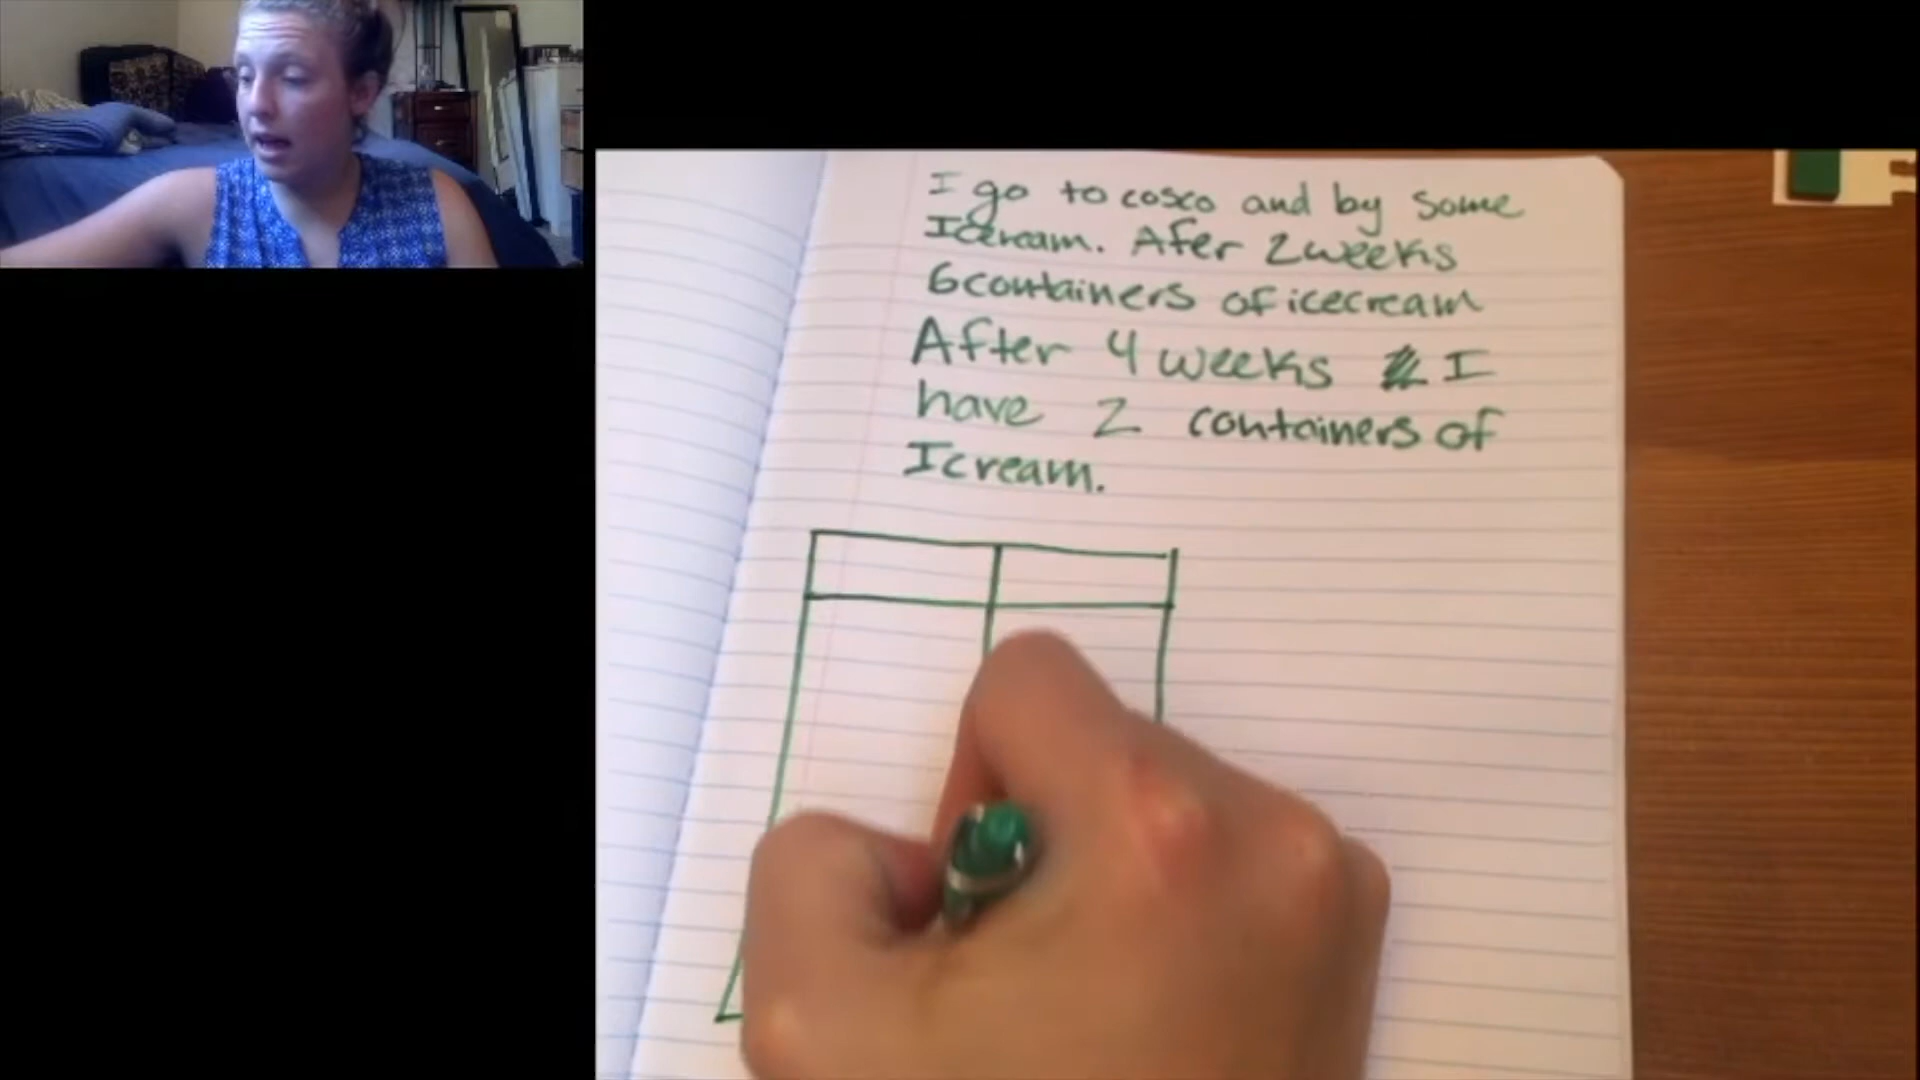 I go to cosco and by some
Icecream. Afer 2 weeks
6 containers of icecream
After 4 weeks I
have 2 containers of
Icream.